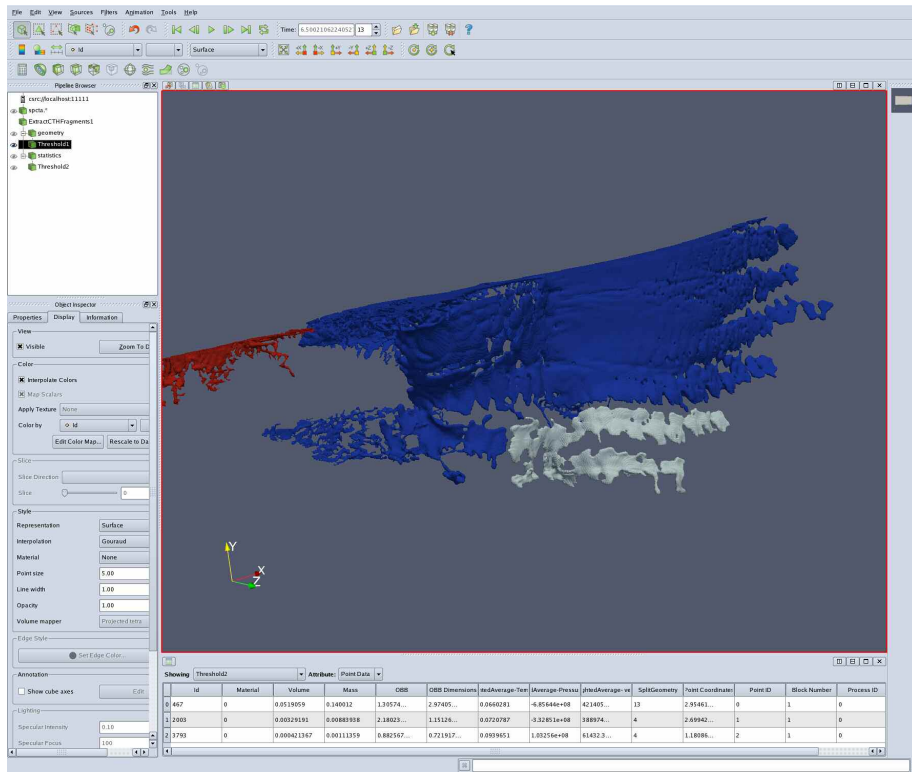 File Edit View Sources Filters Animation Tools Help
Time: 6.5002106224052 13
Id Surface
Pipeline Browser
csrc://localhost:11111
spcta.*
ExtractCTHFragments1
geometry
Threshold1
statistics
Threshold2
Object Inspector
Properties Display Information
View
Visible Zoom To D
Color
Interpolate Colors
Map Scalars
Apply Texture None
Color by Id
Edit Color Map... Rescale to Da
Slice
Slice Direction
Slice 0
Style
Representation Surface
Interpolation Gouraud
Material None
Point size 5.00
Line width 1.00
Opacity 1.00
Volume mapper Projected tetra
Edge Style
Set Edge Color...
Annotation
Show cube axes Edit
Lighting
Specular Intensity 0.10
Specular Power 100
Y
X
Z
Showing Threshold2 Attribute: Point Data
Id Material Volume Mass OBB OBB Dimensions itedAverage-Tem lAverage-Pressu ghtedAverage- ve SplitGeometry Point Coordinates Point ID Block Number Process ID
0 467 0 0.0519059 0.140012 1.30574... 2.97405... 0.0660281 -6.85644e+08 421405... 13 2.95461... 0 1 0
1 2003 0 0.00329191 0.00883938 2.18023... 1.15126... 0.0720787 -3.32851e+08 388974... 4 2.69942... 1 1 0
2 3793 0 0.000421367 0.00111359 0.882567... 0.721917... 0.0939651 1.03256e+08 61432.3... 4 1.18086... 2 1 0